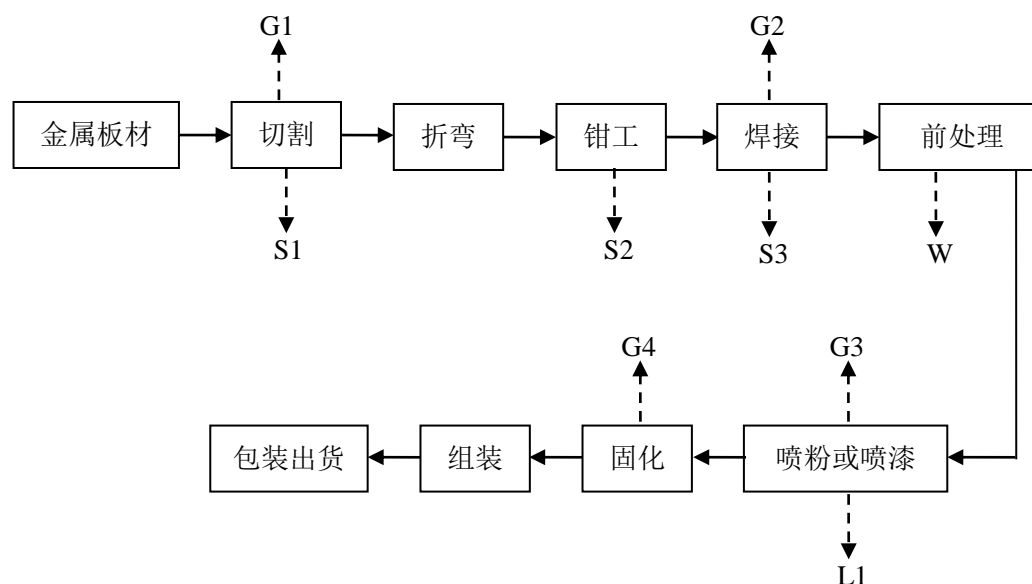 G1 G2
金属板材 切割 折弯 钳工 焊接 前处理
S1 S2 S3 W
G4 G3
包装出货 组装 固化 喷粉或喷漆
L1